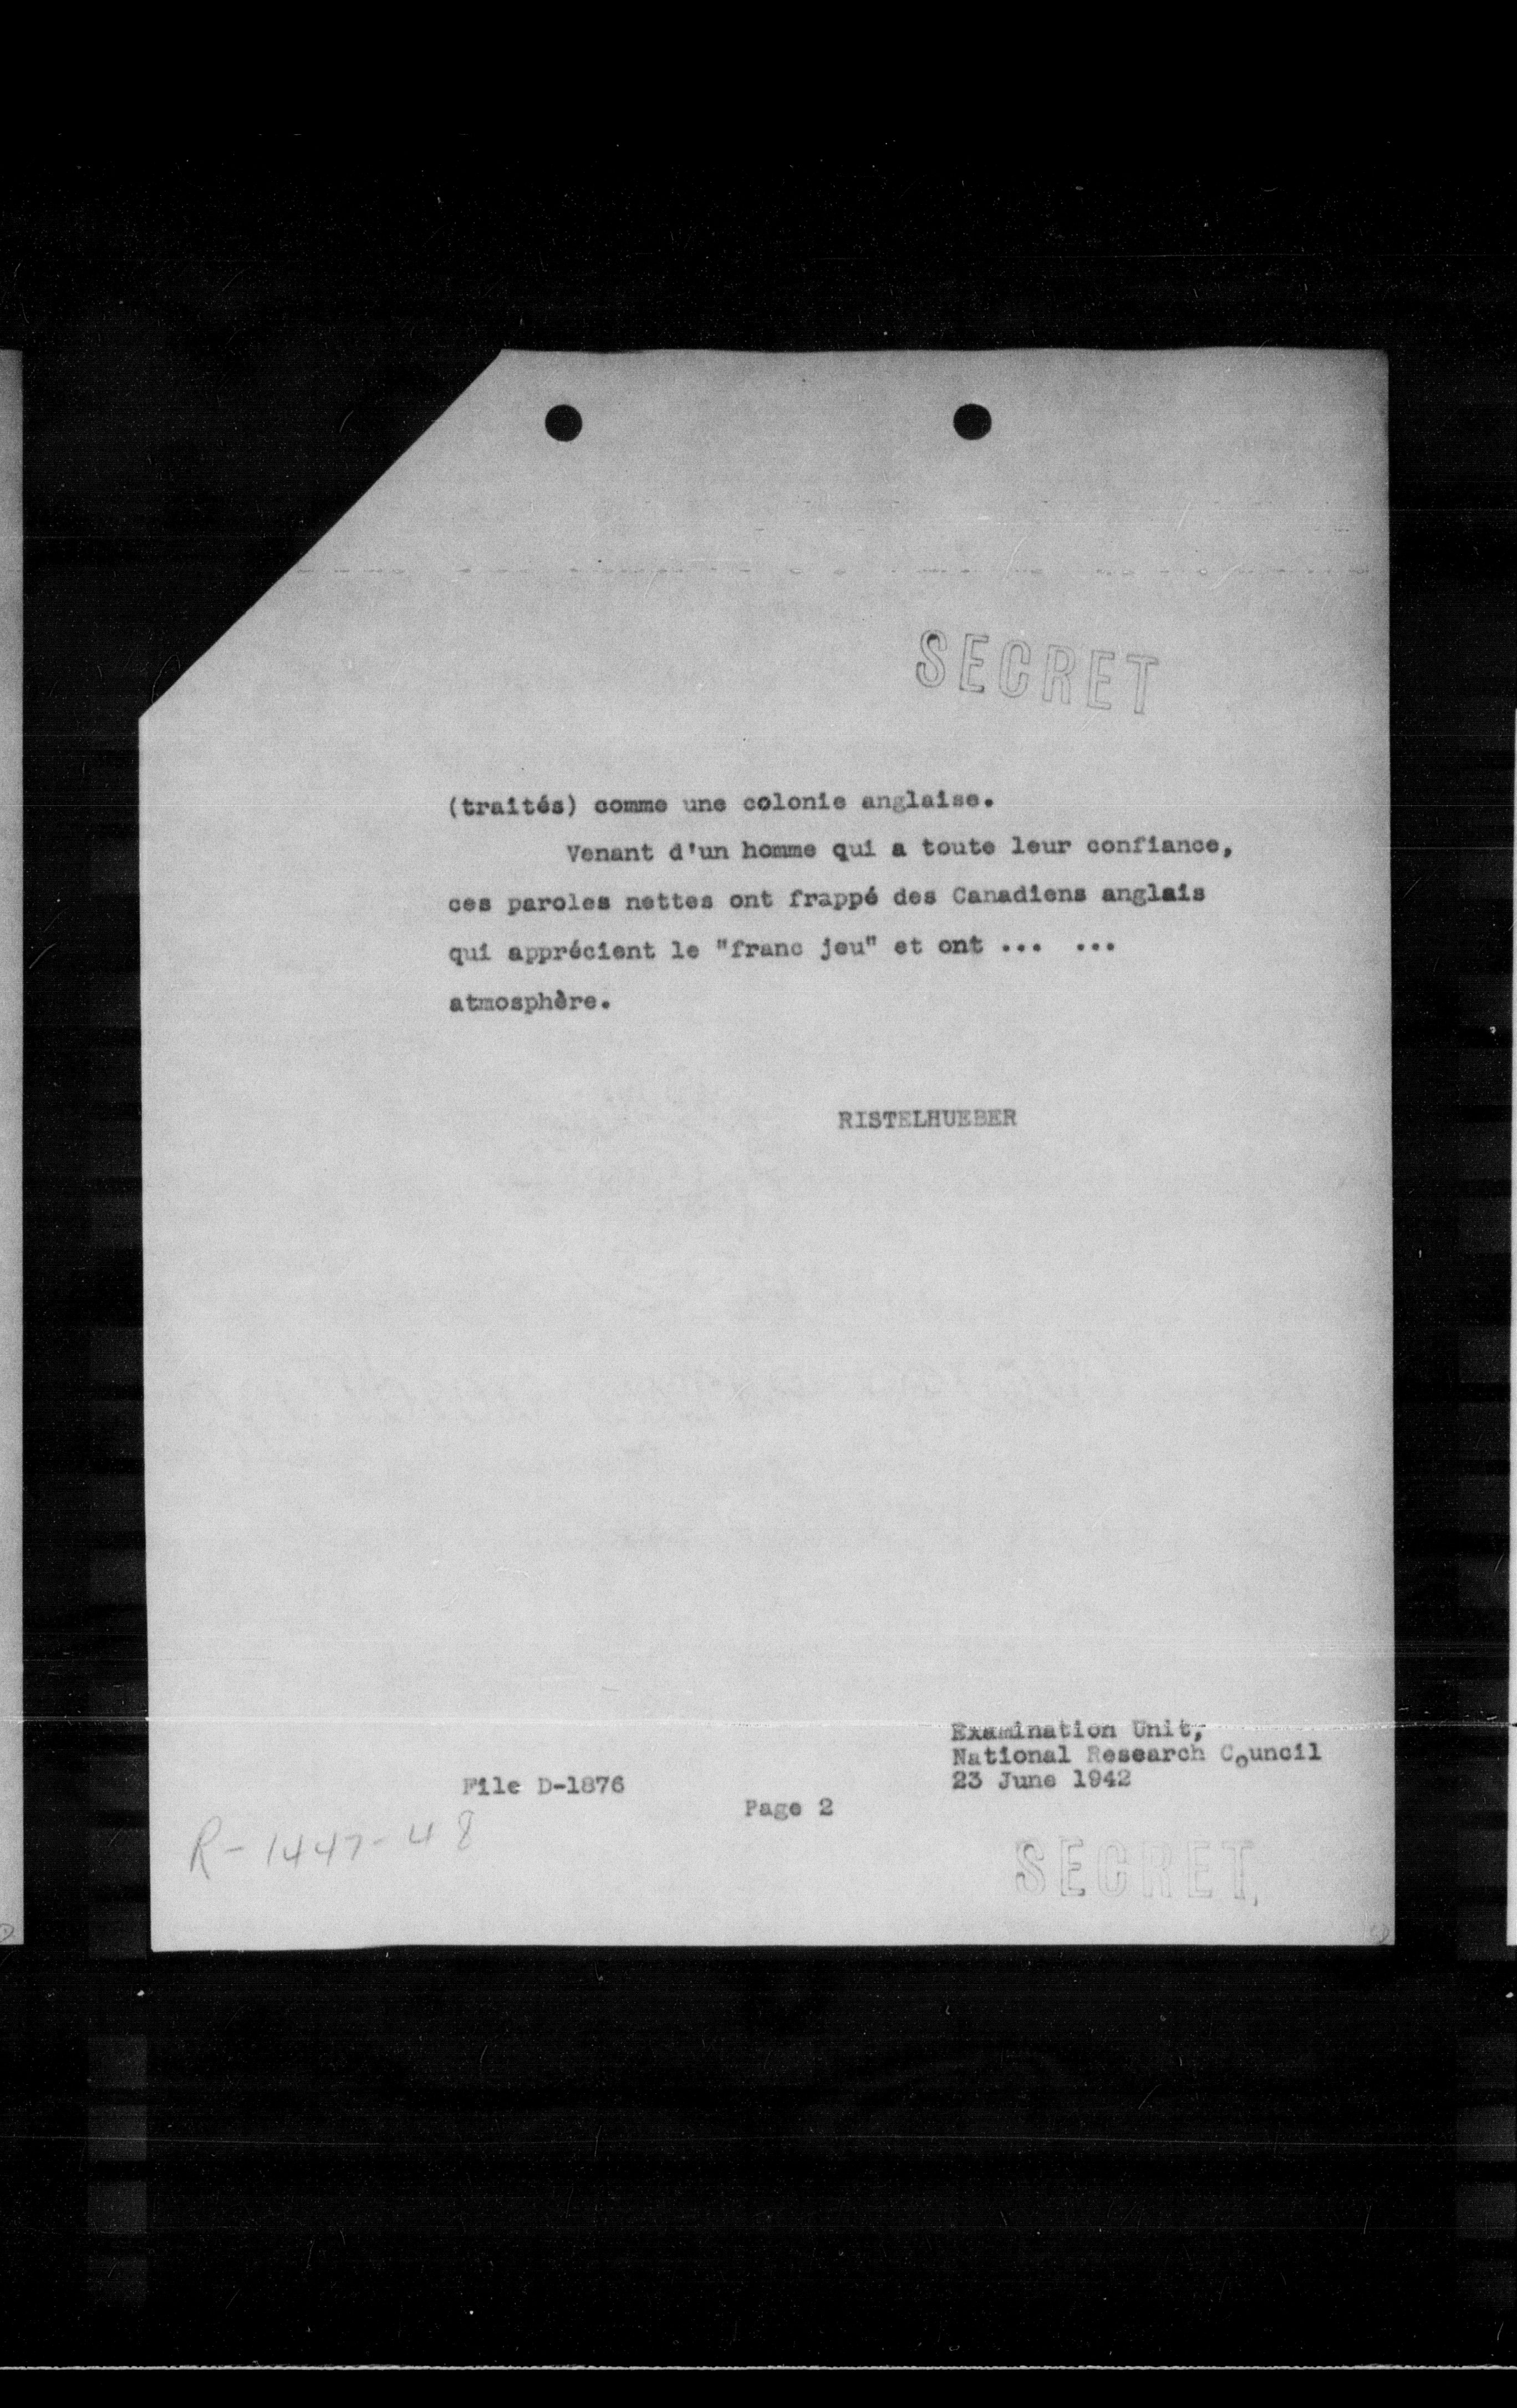 SECRET
(traités) comme une colonie anglaise.
Venant d'un homme qui a toute leur confiance,
ces paroles nettes ont frappé des Canadiens anglais
qui apprécient le "franc jeu" et ont ... ...
atmosphère.
RISTELHUEBER
Examination Unit,
National Research Council
23 June 1942
File D-1876
Page 2
R-1447-48
SECRET